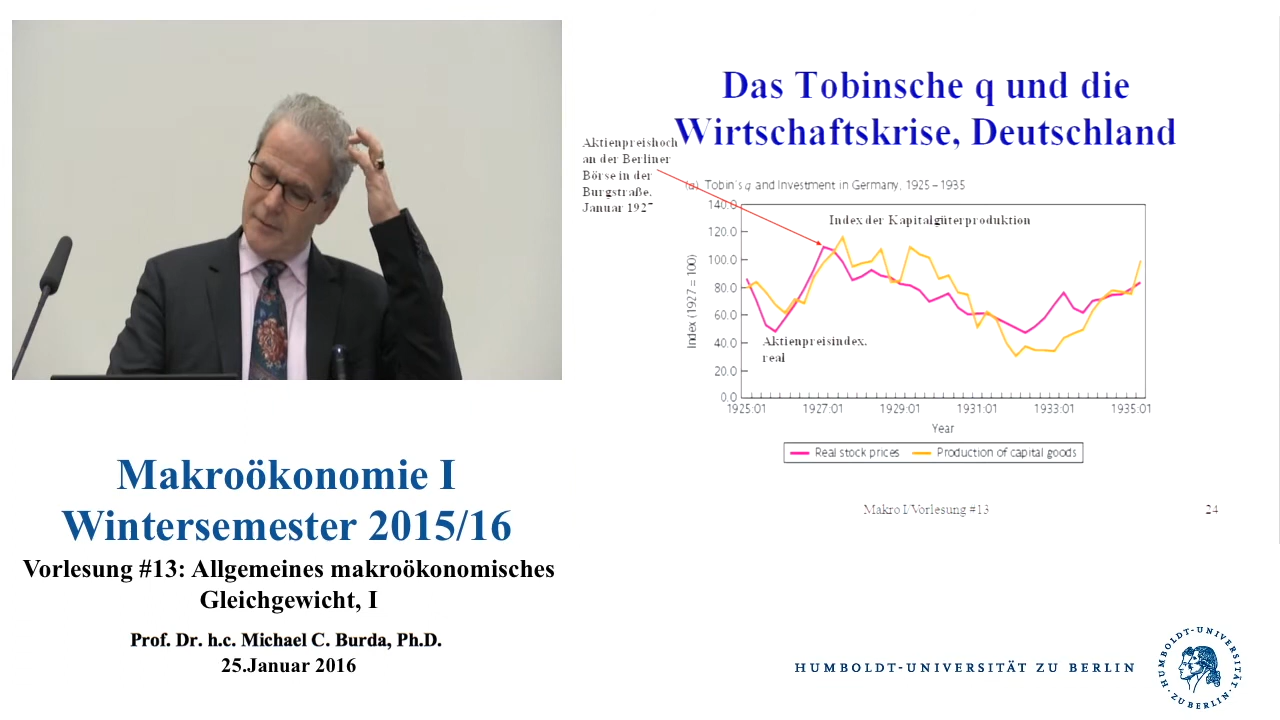 Das Tobinsche q und die
Wirtschaftskrise, Deutschland
Aktienpreishoch
an der Berliner
Börse in der
Burgstraße,
Januar 1927
(a) Tobin's q and Investment in Germany, 1925–1935
Index der Kapitalgüterproduktion
Index (1927 = 100)
140.0
120.0
100.0
80.0
60.0
40.0
20.0
0.0
Aktienpreisindex,
real
1925:01 1927:01 1929:01 1931:01 1933:01 1935:01
Year
Real stock prices Production of capital goods
Makro I/Vorlesung #13
24
Makroökonomie I
Wintersemester 2015/16
Vorlesung #13: Allgemeines makroökonomisches
Gleichgewicht, I
Prof. Dr. h.c. Michael C. Burda, Ph.D.
25.Januar 2016
HUMBOLDT-UNIVERSITÄT ZU BERLIN
HUMBOLDT-UNIVERSITÄT
ZU BERLIN